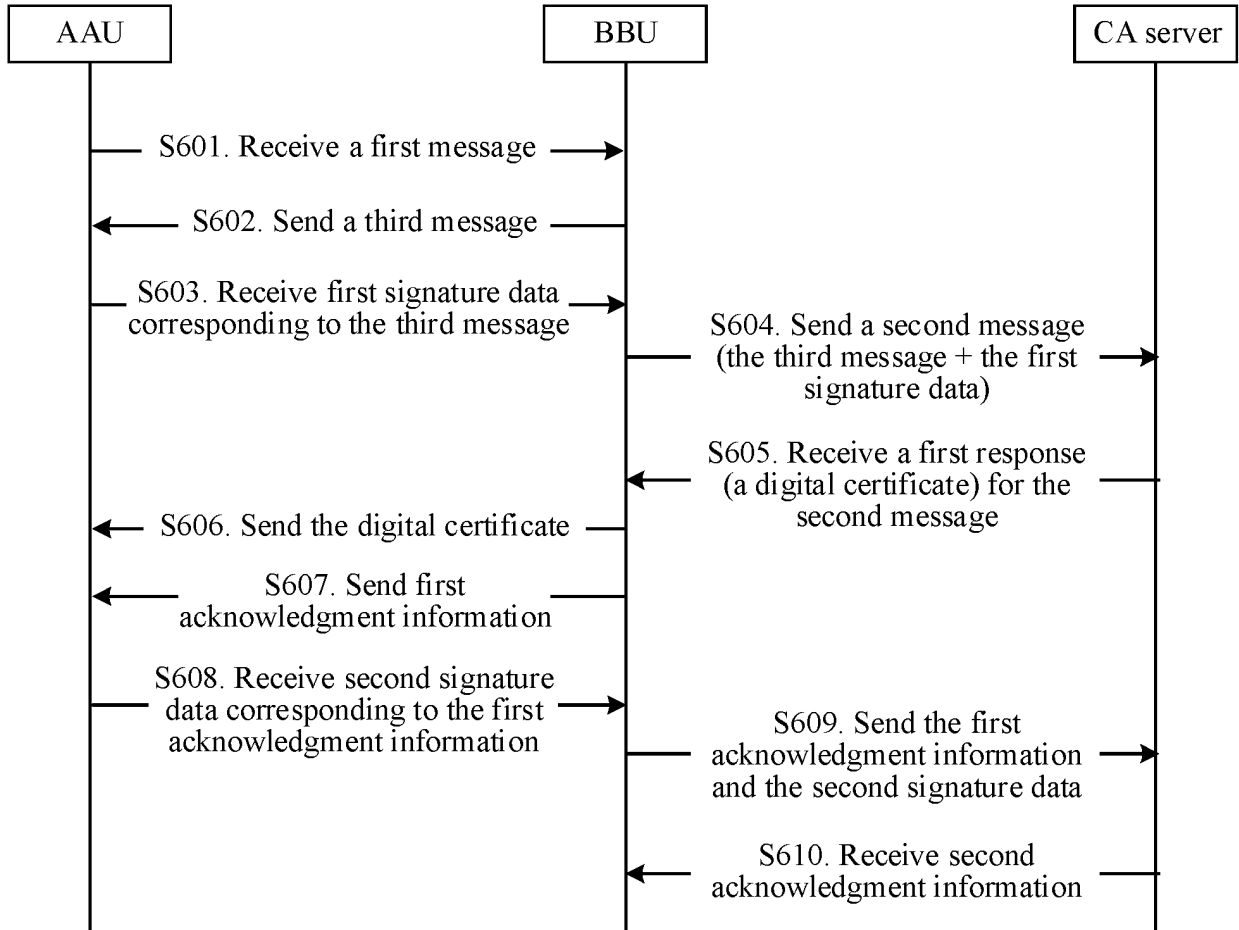 AAU
BBU
CA server
S601. Receive a first message
S602. Send a third message
S603. Receive first signature data
corresponding to the third message
S604. Send a second message
(the third message + the first
signature data)
S605. Receive a first response
(a digital certificate) for the
second message
S606. Send the digital certificate
S607. Send first
acknowledgment information
S608. Receive second signature
data corresponding to the first
acknowledgment information
S609. Send the first
acknowledgment information
and the second signature data
S610. Receive second
acknowledgment information